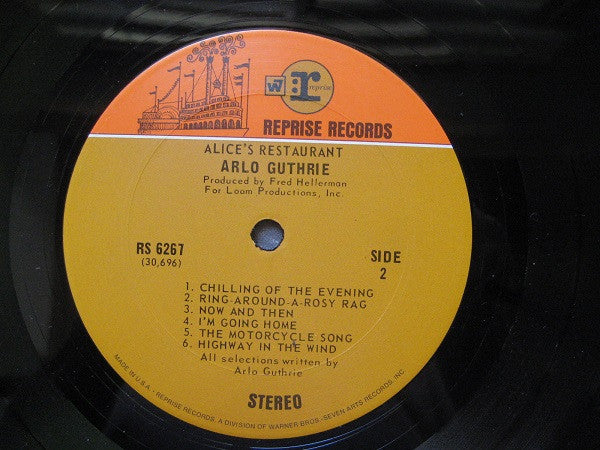 W7 r: reprise
REPRISE RECORDS
ALICE'S RESTAURANT
ARLO GUTHRIE
Produced by Fred Hellerman
For Loom Productions, Inc.
RS 6267
(30,696)
SIDE
2
1. CHILLING OF THE EVENING
2. RING-AROUND-A-ROSY RAG
3. NOW AND THEN
4. I'M GOING HOME
5. THE MOTORCYCLE SONG
6. HIGHWAY IN THE WIND
All selections written by
Arlo Guthrie
STEREO
MADE IN U.S.A. - REPRISE RECORDS, A DIVISION OF WARNER BROS.-SEVEN ARTS RECORDS, INC.